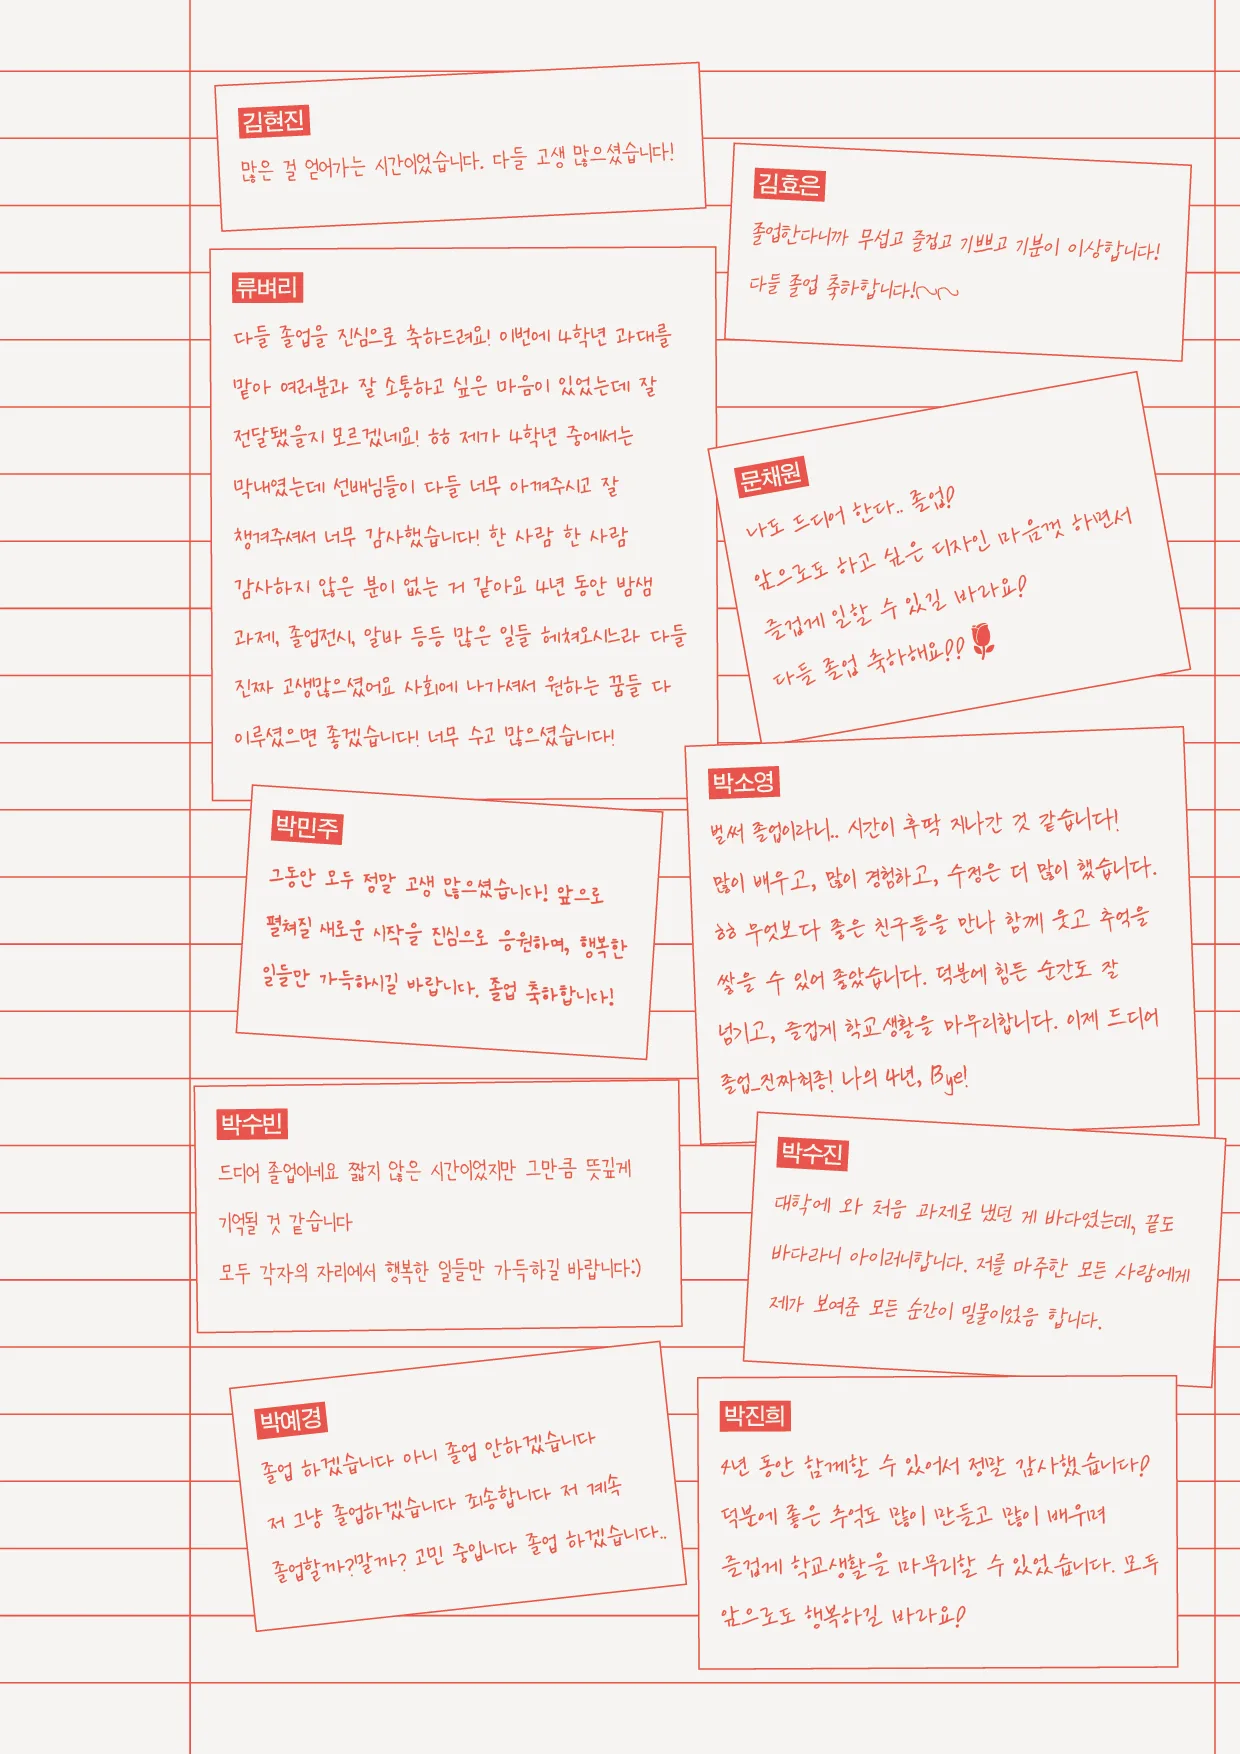 김현진
많은 걸 얻어가는 시간이었습니다. 다들 고생 많으셨습니다!
김효은
졸업한다니까 무섭고 즐겁고 기쁘고 기분이 이상합니다!
다들 졸업 축하합니다!~~
류벼리
다들 졸업을 진심으로 축하드려요! 이번에 4학년 과대를
맡아 여러분과 잘 소통하고 싶은 마음이 있었는데 잘
전달됐을지 모르겠네요! ㅎㅎ 제가 4학년 중에서는
막내였는데 선배님들이 다들 너무 아껴주시고 잘
챙겨주셔서 너무 감사했습니다! 한 사람 한 사람
감사하지 않은 분이 없는 거 같아요 4년 동안 밤샘
과제, 졸업전시, 알바 등등 많은 일들 헤쳐오시느라 다들
진짜 고생많으셨어요 사회에 나가셔서 원하는 꿈들 다
이루셨으면 좋겠습니다! 너무 수고 많으셨습니다!
문채원
나도 드디어 한다.. 졸업!
앞으로도 하고 싶은 디자인 마음껏 하면서
즐겁게 일할 수 있길 바라요!
다들 졸업 축하해요!!
박소영
벌써 졸업이라니.. 시간이 후딱 지나간 것 같습니다!
많이 배우고, 많이 경험하고, 수정은 더 많이 했습니다.
ㅎㅎ 무엇보다 좋은 친구들을 만나 함께 웃고 추억을
쌓을 수 있어 좋았습니다. 덕분에 힘든 순간도 잘
넘기고, 즐겁게 학교생활을 마무리합니다. 이제 드디어
졸업_진짜최종! 나의 4년, Bye!
박민주
그동안 모두 정말 고생 많으셨습니다! 앞으로
펼쳐질 새로운 시작을 진심으로 응원하며, 행복한
일들만 가득하시길 바랍니다. 졸업 축하합니다!
박수빈
드디어 졸업이네요 짧지 않은 시간이었지만 그만큼 뜻깊게
기억될 것 같습니다
모두 각자의 자리에서 행복한 일들만 가득하길 바랍니다:)
박수진
대학에 와 처음 과제로 냈던 게 바다였는데, 끝도
바다라니 아이러니합니다. 저를 마주한 모든 사람에게
제가 보여준 모든 순간이 밀물이었음 합니다.
박예경
졸업 하겠습니다 아니 졸업 안하겠습니다
저 그냥 졸업하겠습니다 죄송합니다 저 계속
졸업할까?말까? 고민 중입니다 졸업 하겠습니다..
박진희
4년 동안 함께할 수 있어서 정말 감사했습니다!
덕분에 좋은 추억도 많이 만들고 많이 배우며
즐겁게 학교생활을 마무리할 수 있었습니다. 모두
앞으로도 행복하길 바라요!